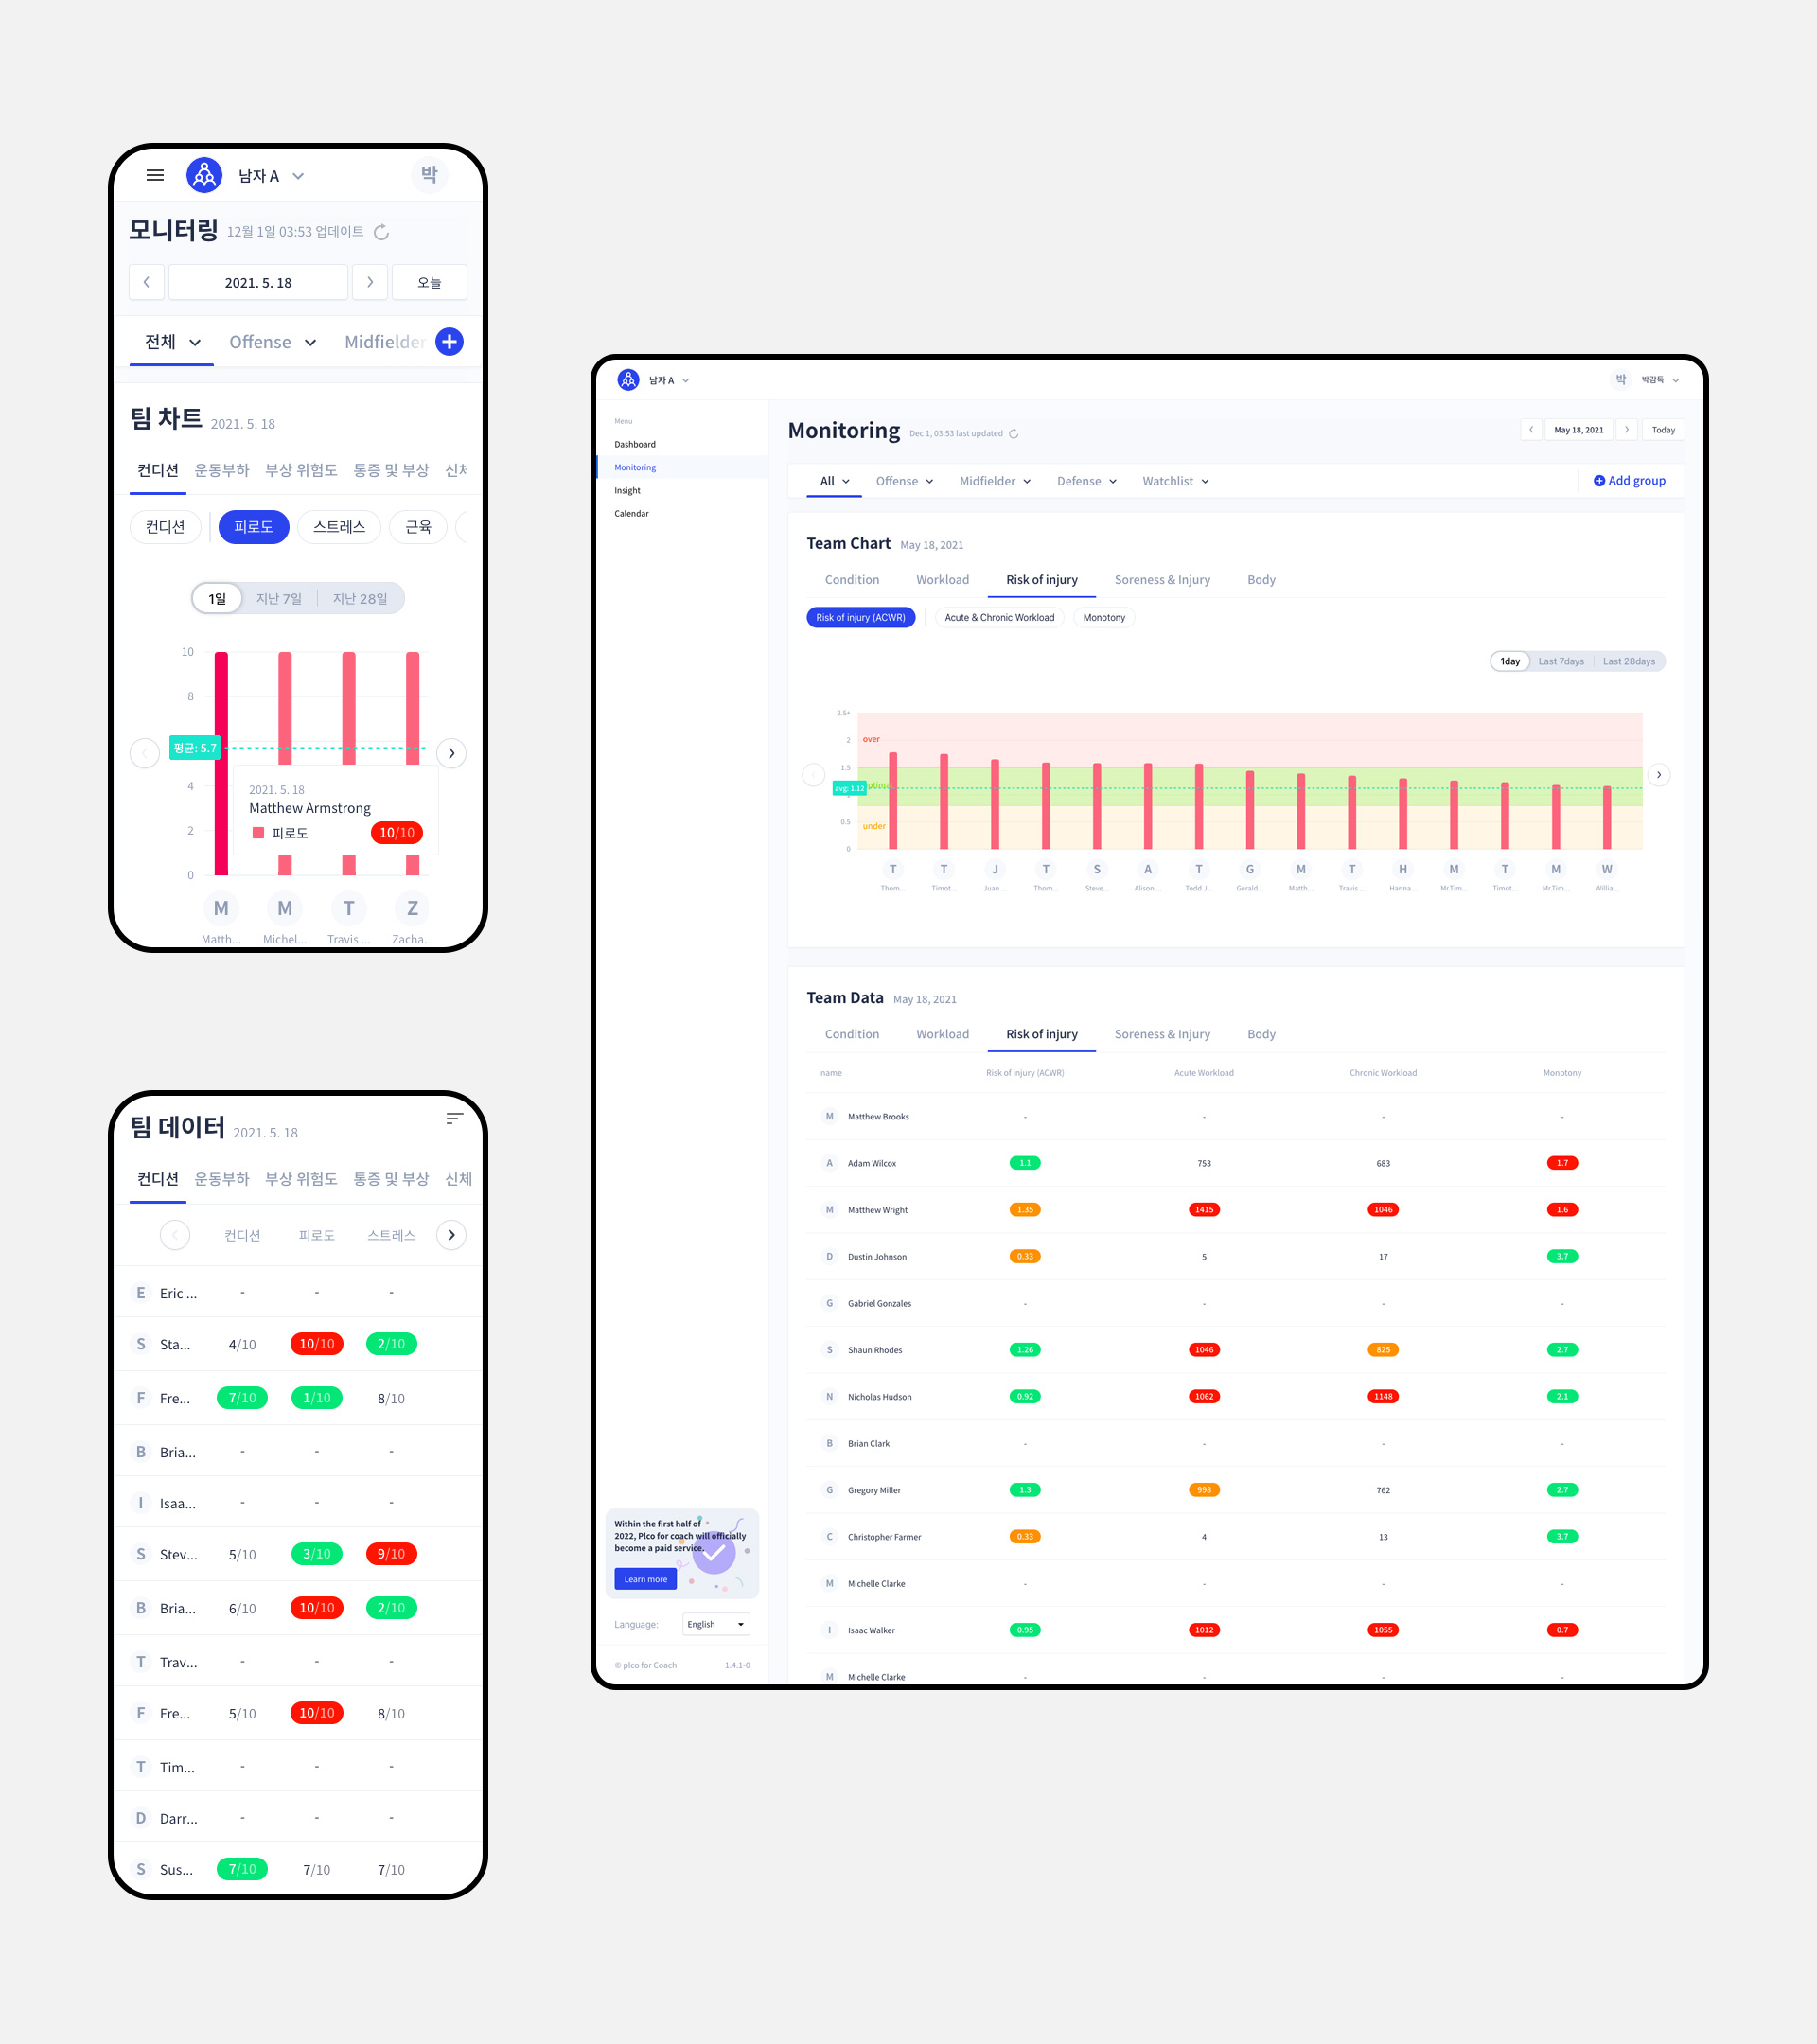 남자 A
박
모니터링 12월 1일 03:53 업데이트
2021. 5. 18 오늘
전체 Offense Midfielder
팀 차트 2021. 5. 18
컨디션 운동부하 부상 위험도 통증 및 부상 신체
컨디션 피로도 스트레스 근육
1일 지난 7일 지난 28일
10
8
평균: 5.7
4
2
0
2021. 5. 18
Matthew Armstrong
피로도 10/10
M M T Z
Matth... Michel... Travis ... Zacha..
팀 데이터 2021. 5. 18
컨디션 운동부하 부상 위험도 통증 및 부상 신체
컨디션 피로도 스트레스
E Eric ... - - -
S Sta... 4/10 10/10 2/10
F Fre... 7/10 1/10 8/10
B Bria... - - -
I Isaa... - - -
S Stev... 5/10 3/10 9/10
B Bria... 6/10 10/10 2/10
T Trav... - - -
F Fre... 5/10 10/10 8/10
T Tim... - - -
D Darr... - - -
S Sus... 7/10 7/10 7/10
남자 A
박 박감독
Menu
Dashboard
Monitoring
Insight
Calendar
Within the first half of
2022, Plco for coach will officially
become a paid service.
Learn more
Language: English
© plco for Coach 1.4.1-0
Monitoring Dec 1, 03:53 last updated
May 18, 2021 Today
All Offense Midfielder Defense Watchlist Add group
Team Chart May 18, 2021
Condition Workload Risk of injury Soreness & Injury Body
Risk of injury (ACWR) Acute & Chronic Workload Monotony
1day Last 7days Last 28days
2.5+
2 over
1.5
avg: 1.12 ptimal
0.5 under
0
T T J T S A T G M T H M T M W
Thom... Timot... Juan ... Thom... Steve... Alison ... Todd J... Gerald... Matth... Travis ... Hanna... Mr.Tim... Timot... Mr.Tim... Willia...
Team Data May 18, 2021
Condition Workload Risk of injury Soreness & Injury Body
name Risk of injury (ACWR) Acute Workload Chronic Workload Monotony
M Matthew Brooks - - - -
A Adam Wilcox 1.1 753 683 1.7
M Matthew Wright 1.35 1415 1046 1.6
D Dustin Johnson 0.33 5 17 3.7
G Gabriel Gonzales - - - -
S Shaun Rhodes 1.26 1046 825 2.7
N Nicholas Hudson 0.92 1062 1148 2.1
B Brian Clark - - - -
G Gregory Miller 1.3 998 762 2.7
C Christopher Farmer 0.33 4 13 3.7
M Michelle Clarke - - - -
I Isaac Walker 0.95 1012 1055 0.7
M Michelle Clarke - - - -